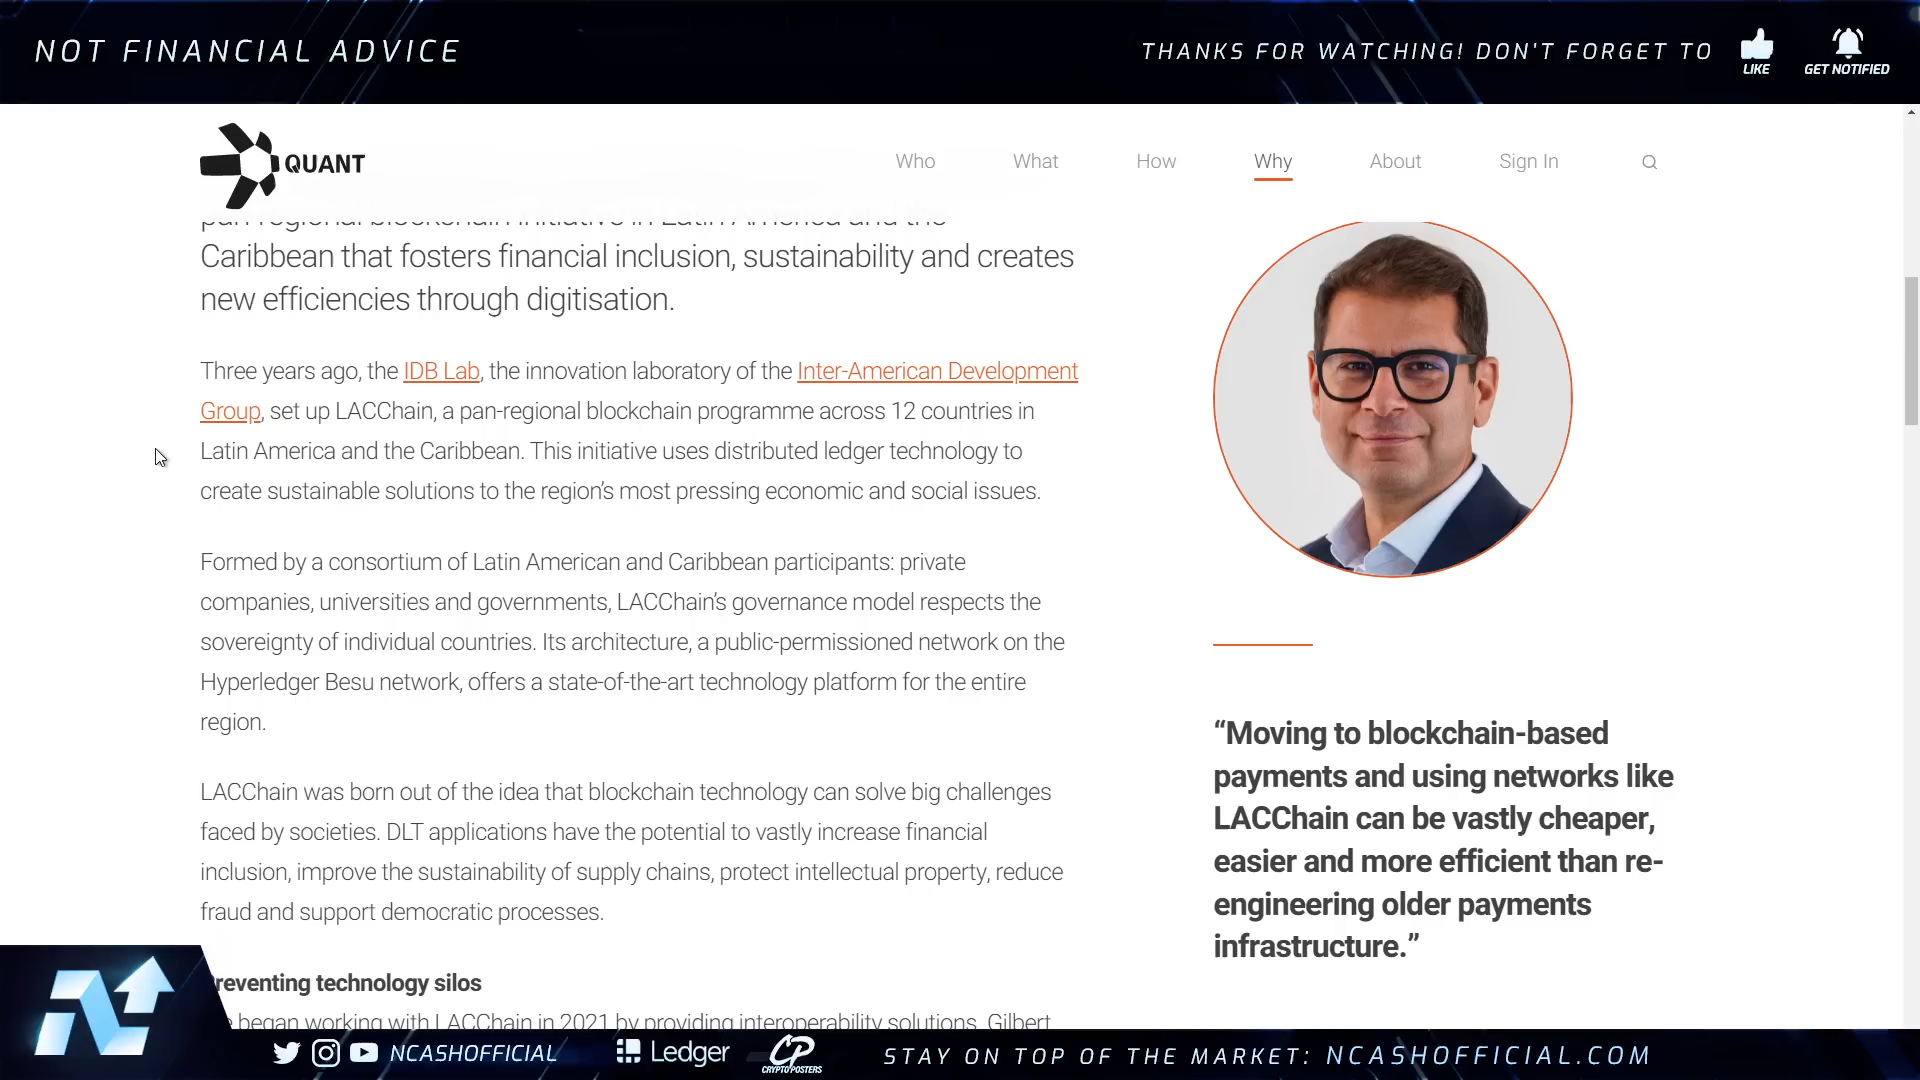 NOT FINANCIAL ADVICE
THANKS FOR WATCHING! DON'T FORGET TO
LIKE
GET NOTIFIED
QUANT
Who
What
How
Why
About
Sign In
pan-regional blockchain initiative in Latin America and the
Caribbean that fosters financial inclusion, sustainability and creates
new efficiencies through digitisation.
Three years ago, the IDB Lab, the innovation laboratory of the Inter-American Development
Group, set up LACChain, a pan-regional blockchain programme across 12 countries in
Latin America and the Caribbean. This initiative uses distributed ledger technology to
create sustainable solutions to the region’s most pressing economic and social issues.
Formed by a consortium of Latin American and Caribbean participants: private
companies, universities and governments, LACChain’s governance model respects the
sovereignty of individual countries. Its architecture, a public-permissioned network on the
Hyperledger Besu network, offers a state-of-the-art technology platform for the entire
region.
LACChain was born out of the idea that blockchain technology can solve big challenges
faced by societies. DLT applications have the potential to vastly increase financial
inclusion, improve the sustainability of supply chains, protect intellectual property, reduce
fraud and support democratic processes.
reventing technology silos
e began working with LACChain in 2021 by providing interoperability solutions. Gilbert
“Moving to blockchain-based
payments and using networks like
LACChain can be vastly cheaper,
easier and more efficient than re-
engineering older payments
infrastructure.”
NCASHOFFICIAL
Ledger
CP
CRYPTOPOSTERS
STAY ON TOP OF THE MARKET: NCASHOFFICIAL.COM